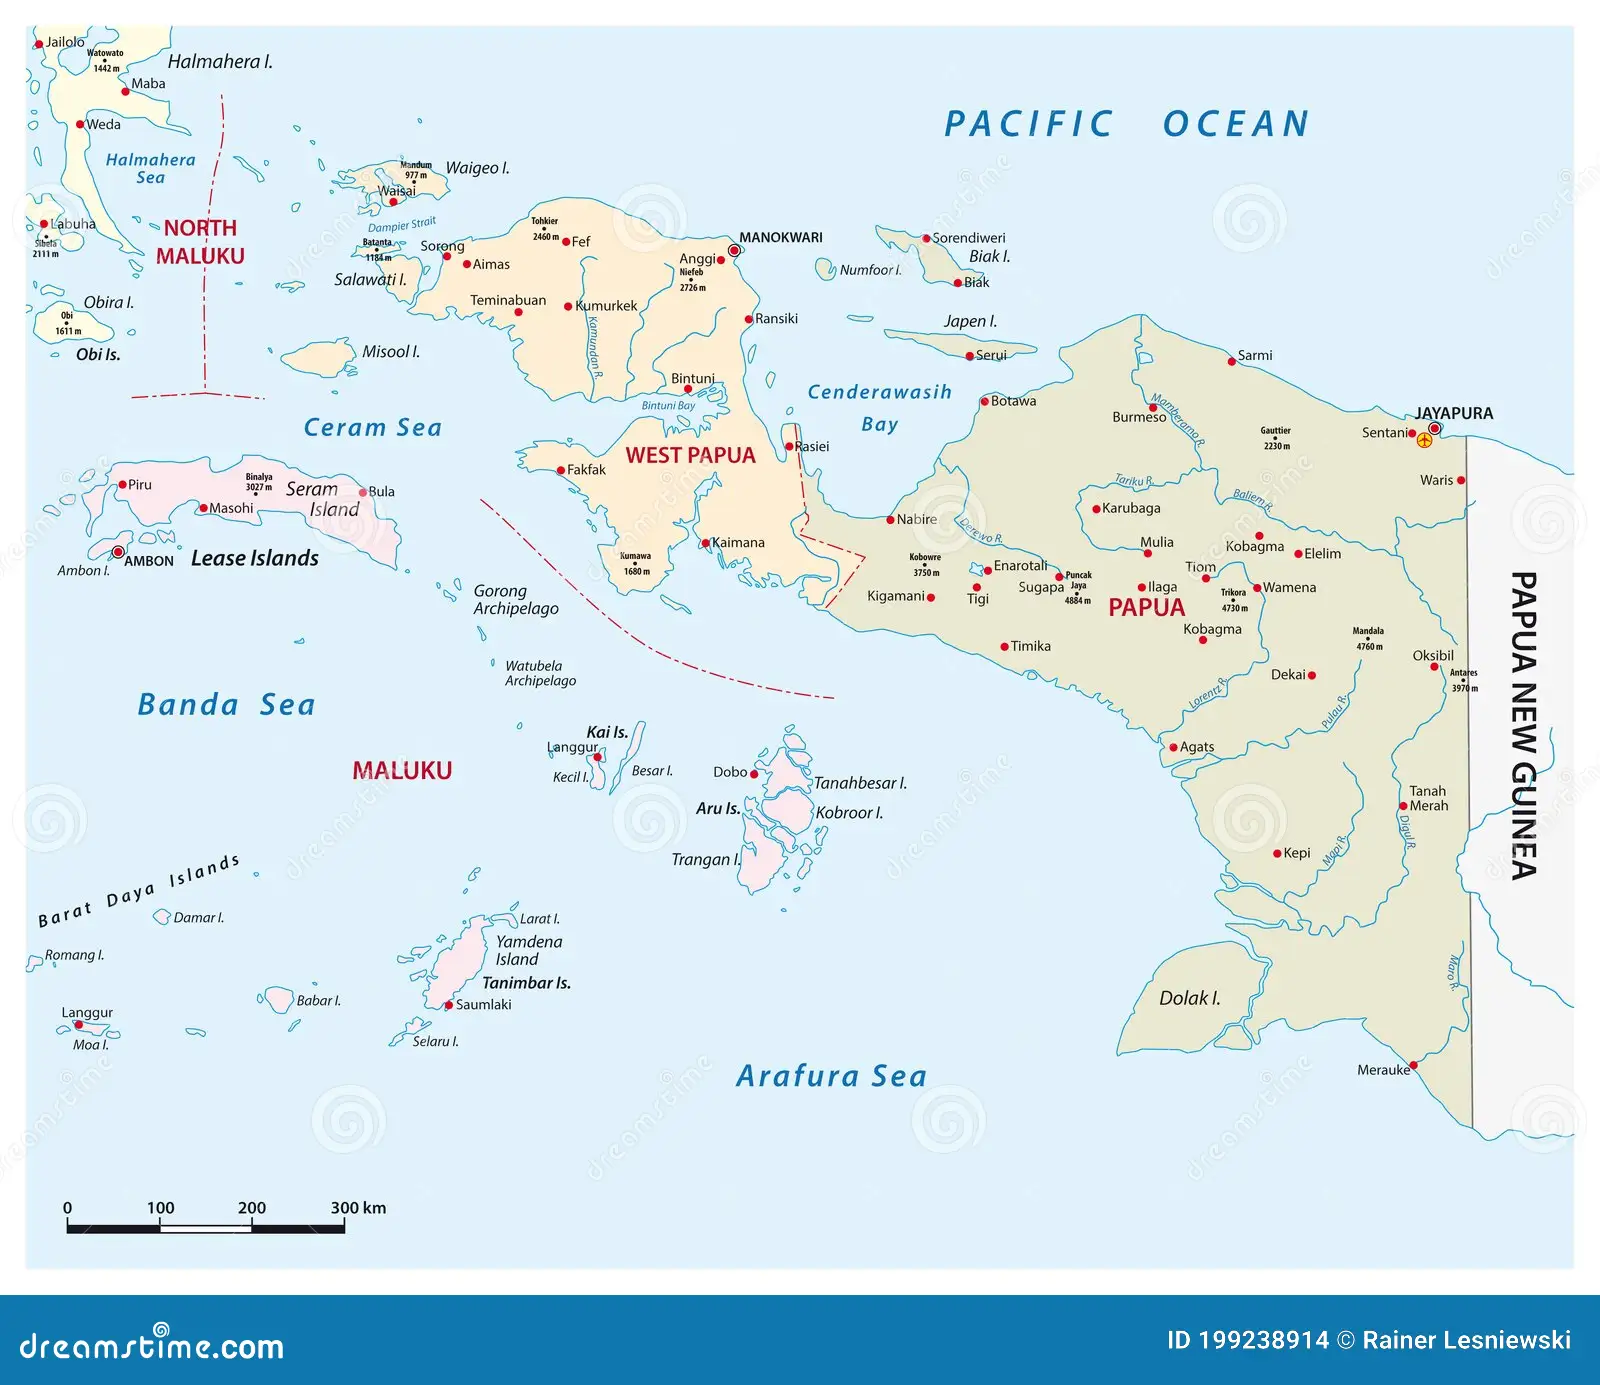 Jailolo
Watowato
1442 m
Halmahera I.
Maba
Weda
Halmahera
Sea
PACIFIC OCEAN
Mandum
977 m
Waigeo I.
Waisai
Labuha
Sibela
2111 m
NORTH
MALUKU
Dampier Strait
Batanta
1184 m
Sorong
Aimas
Salawati I.
Tohkier
2460 m
Fef
MANOKWARI
Anggi
Niefeb
2726 m
Sorendiweri
Biak I.
Numfoor I.
Biak
Obira I.
Obi
1611 m
Obi Is.
Teminabuan
Kumurkek
Kamundan R.
Ransiki
Japen I.
Serui
Misool I.
Bintuni
Bintuni Bay
Cenderawasih
Bay
Ceram Sea
WEST PAPUA
Rasiei
Fakfak
Sarmi
Botawa
Burmeso
Mamberamo R.
Gauttier
2230 m
JAYAPURA
Sentani
Waris
Piru
Binalya
3027 m
Seram
Island
Bula
Masohi
AMBON
Ambon I.
Lease Islands
Kaimana
Kumawa
1680 m
Nabire
Derewo R.
Tariku R.
Baliem R.
Karubaga
Mulia
Kobagma
Elelim
Kobowre
3750 m
Enarotali
Sugapa
Puncak
Jaya
4884 m
Tiom
Ilaga
Wamena
Kigamani
Tigi
PAPUA
Trikora
4730 m
Kobagma
Timika
Mandala
4760 m
Oksibil
Antares
3970 m
Dekai
Lorentz R.
Pulau R.
PAPUA NEW GUINEA
Gorong
Archipelago
Watubela
Archipelago
Banda Sea
MALUKU
Kai Is.
Langgur
Kecil I.
Besar I.
Dobo
Tanahbesar I.
Aru Is.
Kobroor I.
Trangan I.
Agats
Tanah
Merah
Digul R.
Mapi R.
Kepi
Barat Daya Islands
Damar I.
Romang I.
Larat I.
Yamdena
Island
Tanimbar Is.
Saumlaki
Babar I.
Langgur
Moa I.
Selaru I.
Dolak I.
Maro R.
Merauke
Arafura Sea
0 100 200 300 km
dreamstime
dreamstime.com
ID 199238914 © Rainer Lesniewski